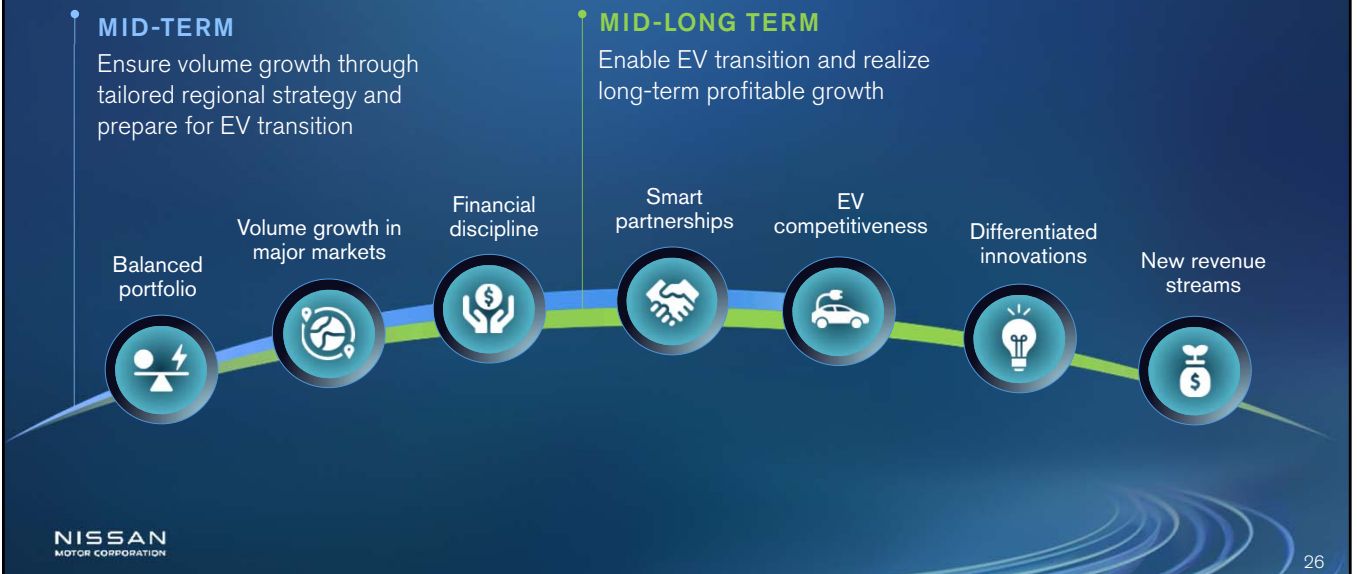 MID-TERM
Ensure volume growth through
tailored regional strategy and
prepare for EV transition
MID-LONG TERM
Enable EV transition and realize
long-term profitable growth
Balanced
portfolio
Volume growth in
major markets
Financial
discipline
Smart
partnerships
EV
competitiveness
Differentiated
innovations
New revenue
streams
$
$
NISSAN
MOTOR CORPORATION
26